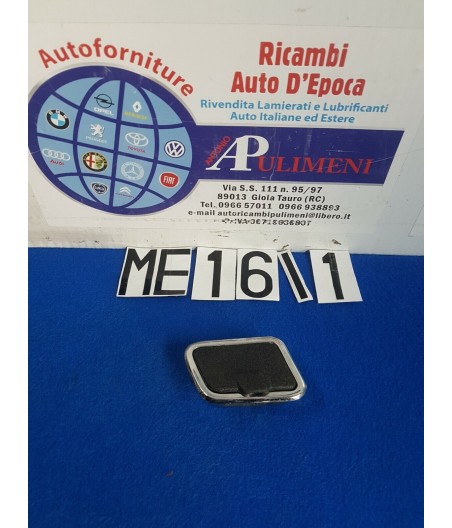 Autoforniture
Ricambi
Auto D'Epoca
Rivendita Lamierati e Lubrificanti
Auto Italiane ed Estere
BMW
OPEL
RENAULT
PEUGEOT
TOYOTA
Audi
FIAT
ANTONIO
APULIMENI
Via S.S. 111 n. 95/97
89013 Gioia Tauro (RC)
Tel. 0966 57011 0966 938893
e-mail autoricambipulimeni@libero.it
ME 16 \ 1